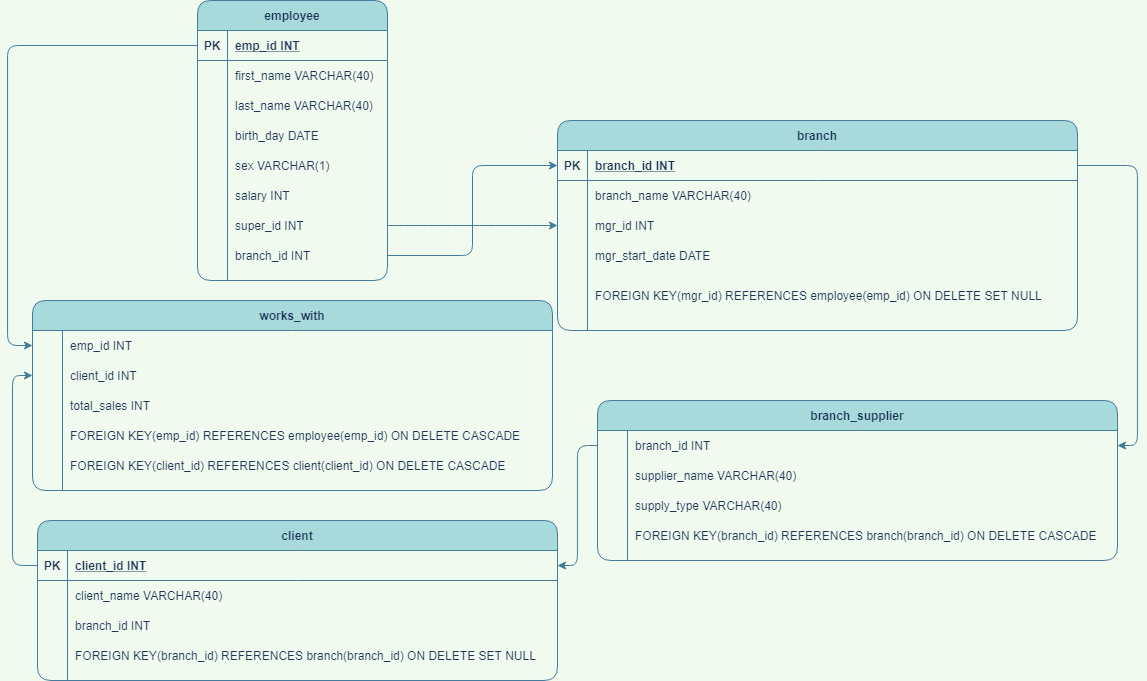 employee
PK emp_id INT
first_name VARCHAR(40)
last_name VARCHAR(40)
birth_day DATE
sex VARCHAR(1)
salary INT
super_id INT
branch_id INT
branch
PK branch_id INT
branch_name VARCHAR(40)
mgr_id INT
mgr_start_date DATE
FOREIGN KEY(mgr_id) REFERENCES employee(emp_id) ON DELETE SET NULL
works_with
emp_id INT
client_id INT
total_sales INT
FOREIGN KEY(emp_id) REFERENCES employee(emp_id) ON DELETE CASCADE
FOREIGN KEY(client_id) REFERENCES client(client_id) ON DELETE CASCADE
branch_supplier
branch_id INT
supplier_name VARCHAR(40)
supply_type VARCHAR(40)
FOREIGN KEY(branch_id) REFERENCES branch(branch_id) ON DELETE CASCADE
client
PK client_id INT
client_name VARCHAR(40)
branch_id INT
FOREIGN KEY(branch_id) REFERENCES branch(branch_id) ON DELETE SET NULL